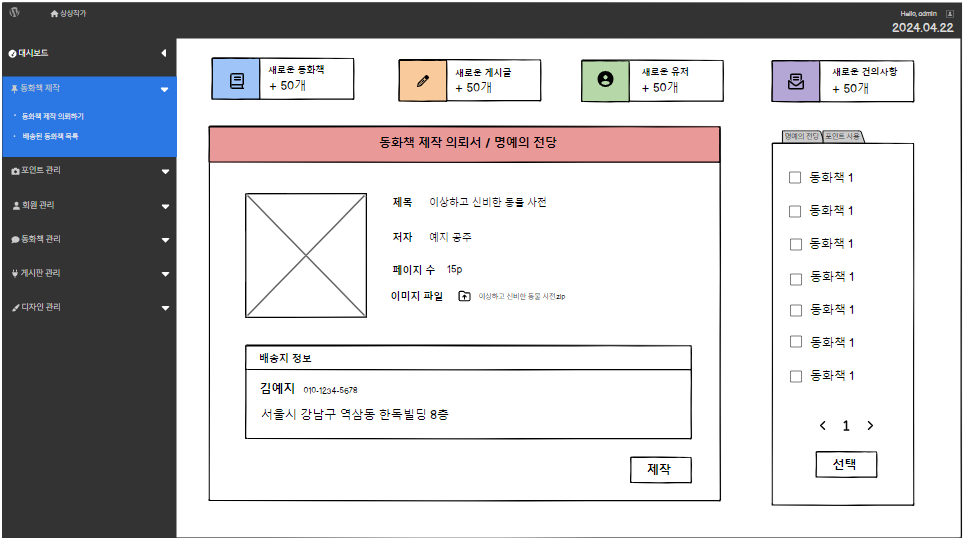 상상작가
Hello, admin
2024.04.22
대시보드
동화책 제작
동화책 제작 의뢰하기
배송된 동화책 목록
포인트 관리
회원 관리
동화책 관리
게시판 관리
디자인 관리
새로운 동화책
+ 50개
새로운 게시글
+ 50개
새로운 유저
+ 50개
새로운 건의사항
+ 50개
동화책 제작 의뢰서 / 명예의 전당
제목 이상하고 신비한 동물 사전
저자 예지 공주
페이지 수 15p
이미지 파일 이상하고 신비한 동물 사전.zip
배송지 정보
김예지 010-1234-5678
서울시 강남구 역삼동 한독빌딩 8층
제작
명예의 전당 포인트 사용
동화책 1
동화책 1
동화책 1
동화책 1
동화책 1
동화책 1
동화책 1
< 1 >
선택